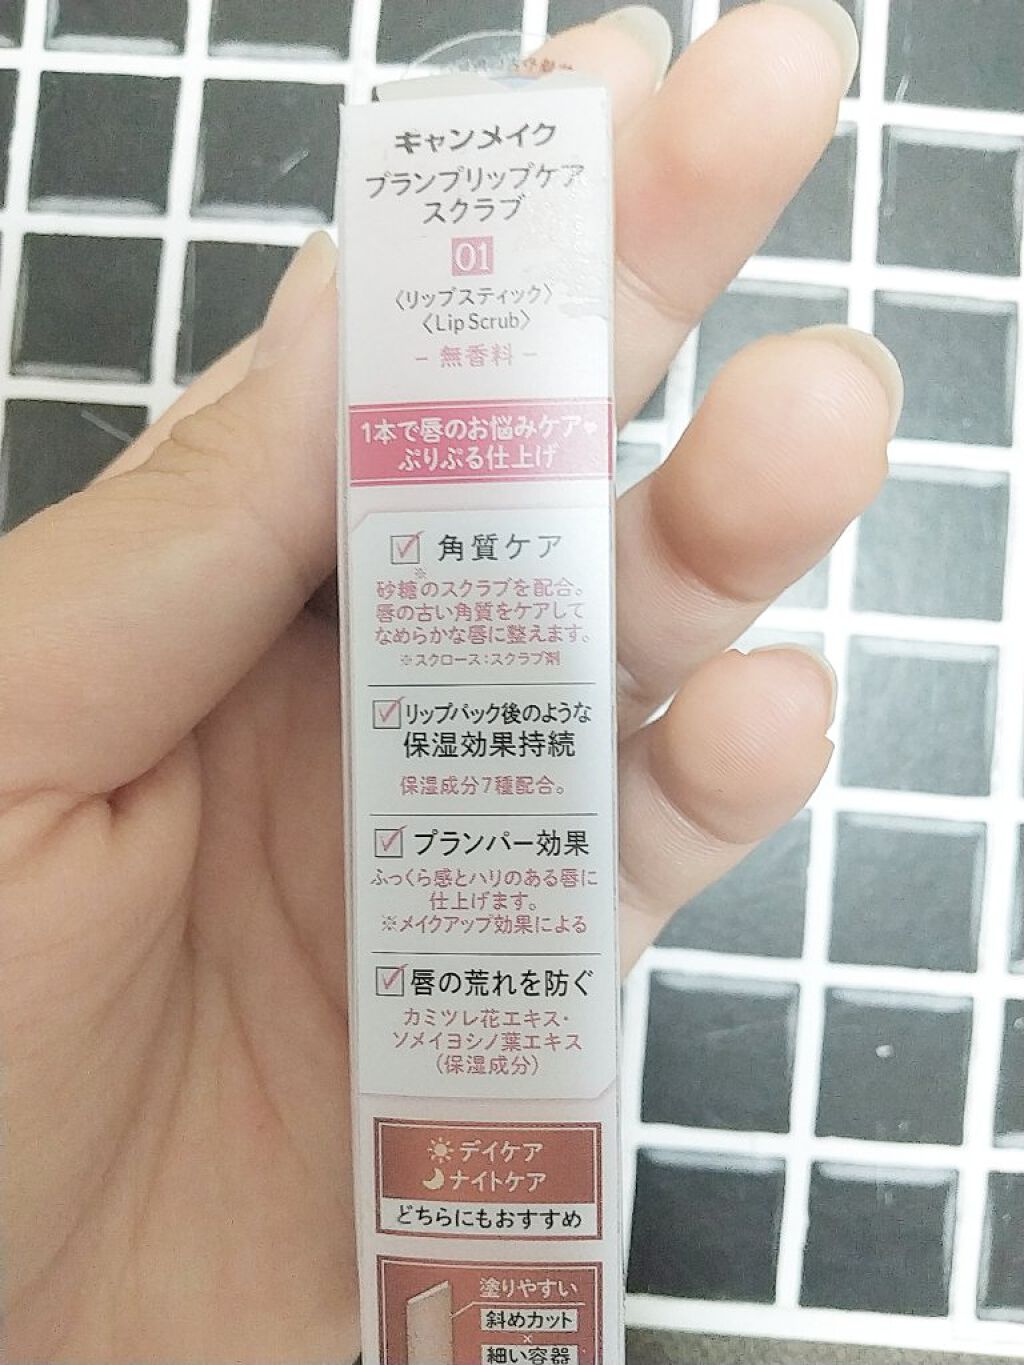 キャンメイク
プランプリップケア
スクラブ
01
〈リップスティック〉
〈Lip Scrub〉
– 無香料 –
1本で唇のお悩みケア♥
ぷりぷる仕上げ
角質ケア
砂糖※のスクラブを配合。
唇の古い角質をケアして
なめらかな唇に整えます。
※スクロース:スクラブ剤
リップパック後のような
保湿効果持続
保湿成分7種配合。
プランパー効果
ふっくら感とハリのある唇に
仕上げます。
※メイクアップ効果による
唇の荒れを防ぐ
カミツレ花エキス・
ソメイヨシノ葉エキス
(保湿成分)
デイケア
ナイトケア
どちらにもおすすめ
塗りやすい
斜めカット
×
細い容器